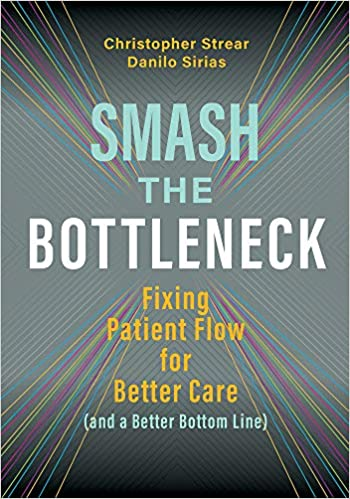 Christopher Strear
Danilo Sirias
SMASH
THE
BOTTLENECK
Fixing
Patient Flow
for
Better Care
(and a Better Bottom Line)